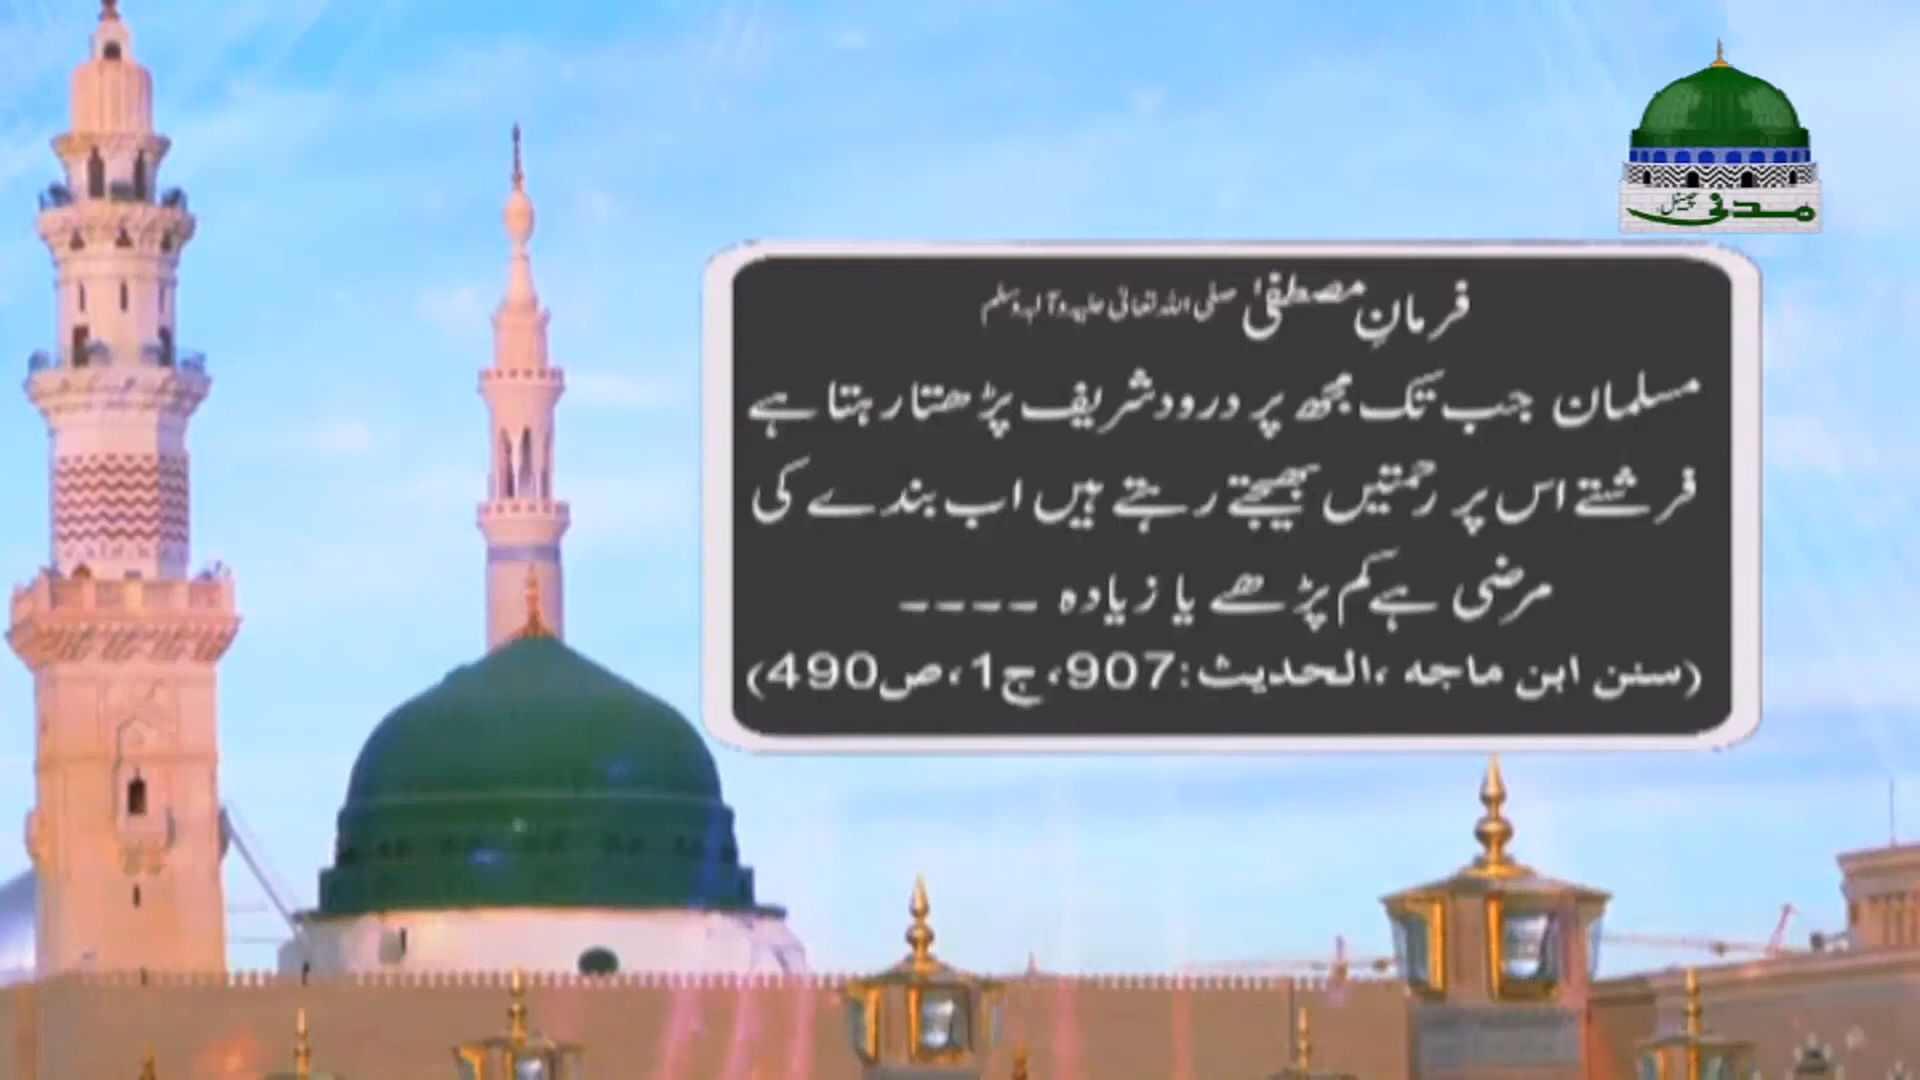 مدنی چینل
فرمانِ مصطفیٰ صلی اللہ تعالیٰ علیہ وآلہ وسلم
مسلمان جب تک مجھ پر درود شریف پڑھتا رہتا ہے
فرشتے اس پر رحمتیں بھیجتے رہتے ہیں اب بندے کی
مرضی ہے کم پڑھے یا زیادہ ----
(سنن ابن ماجہ ،الحدیث:907،ج1،ص490)